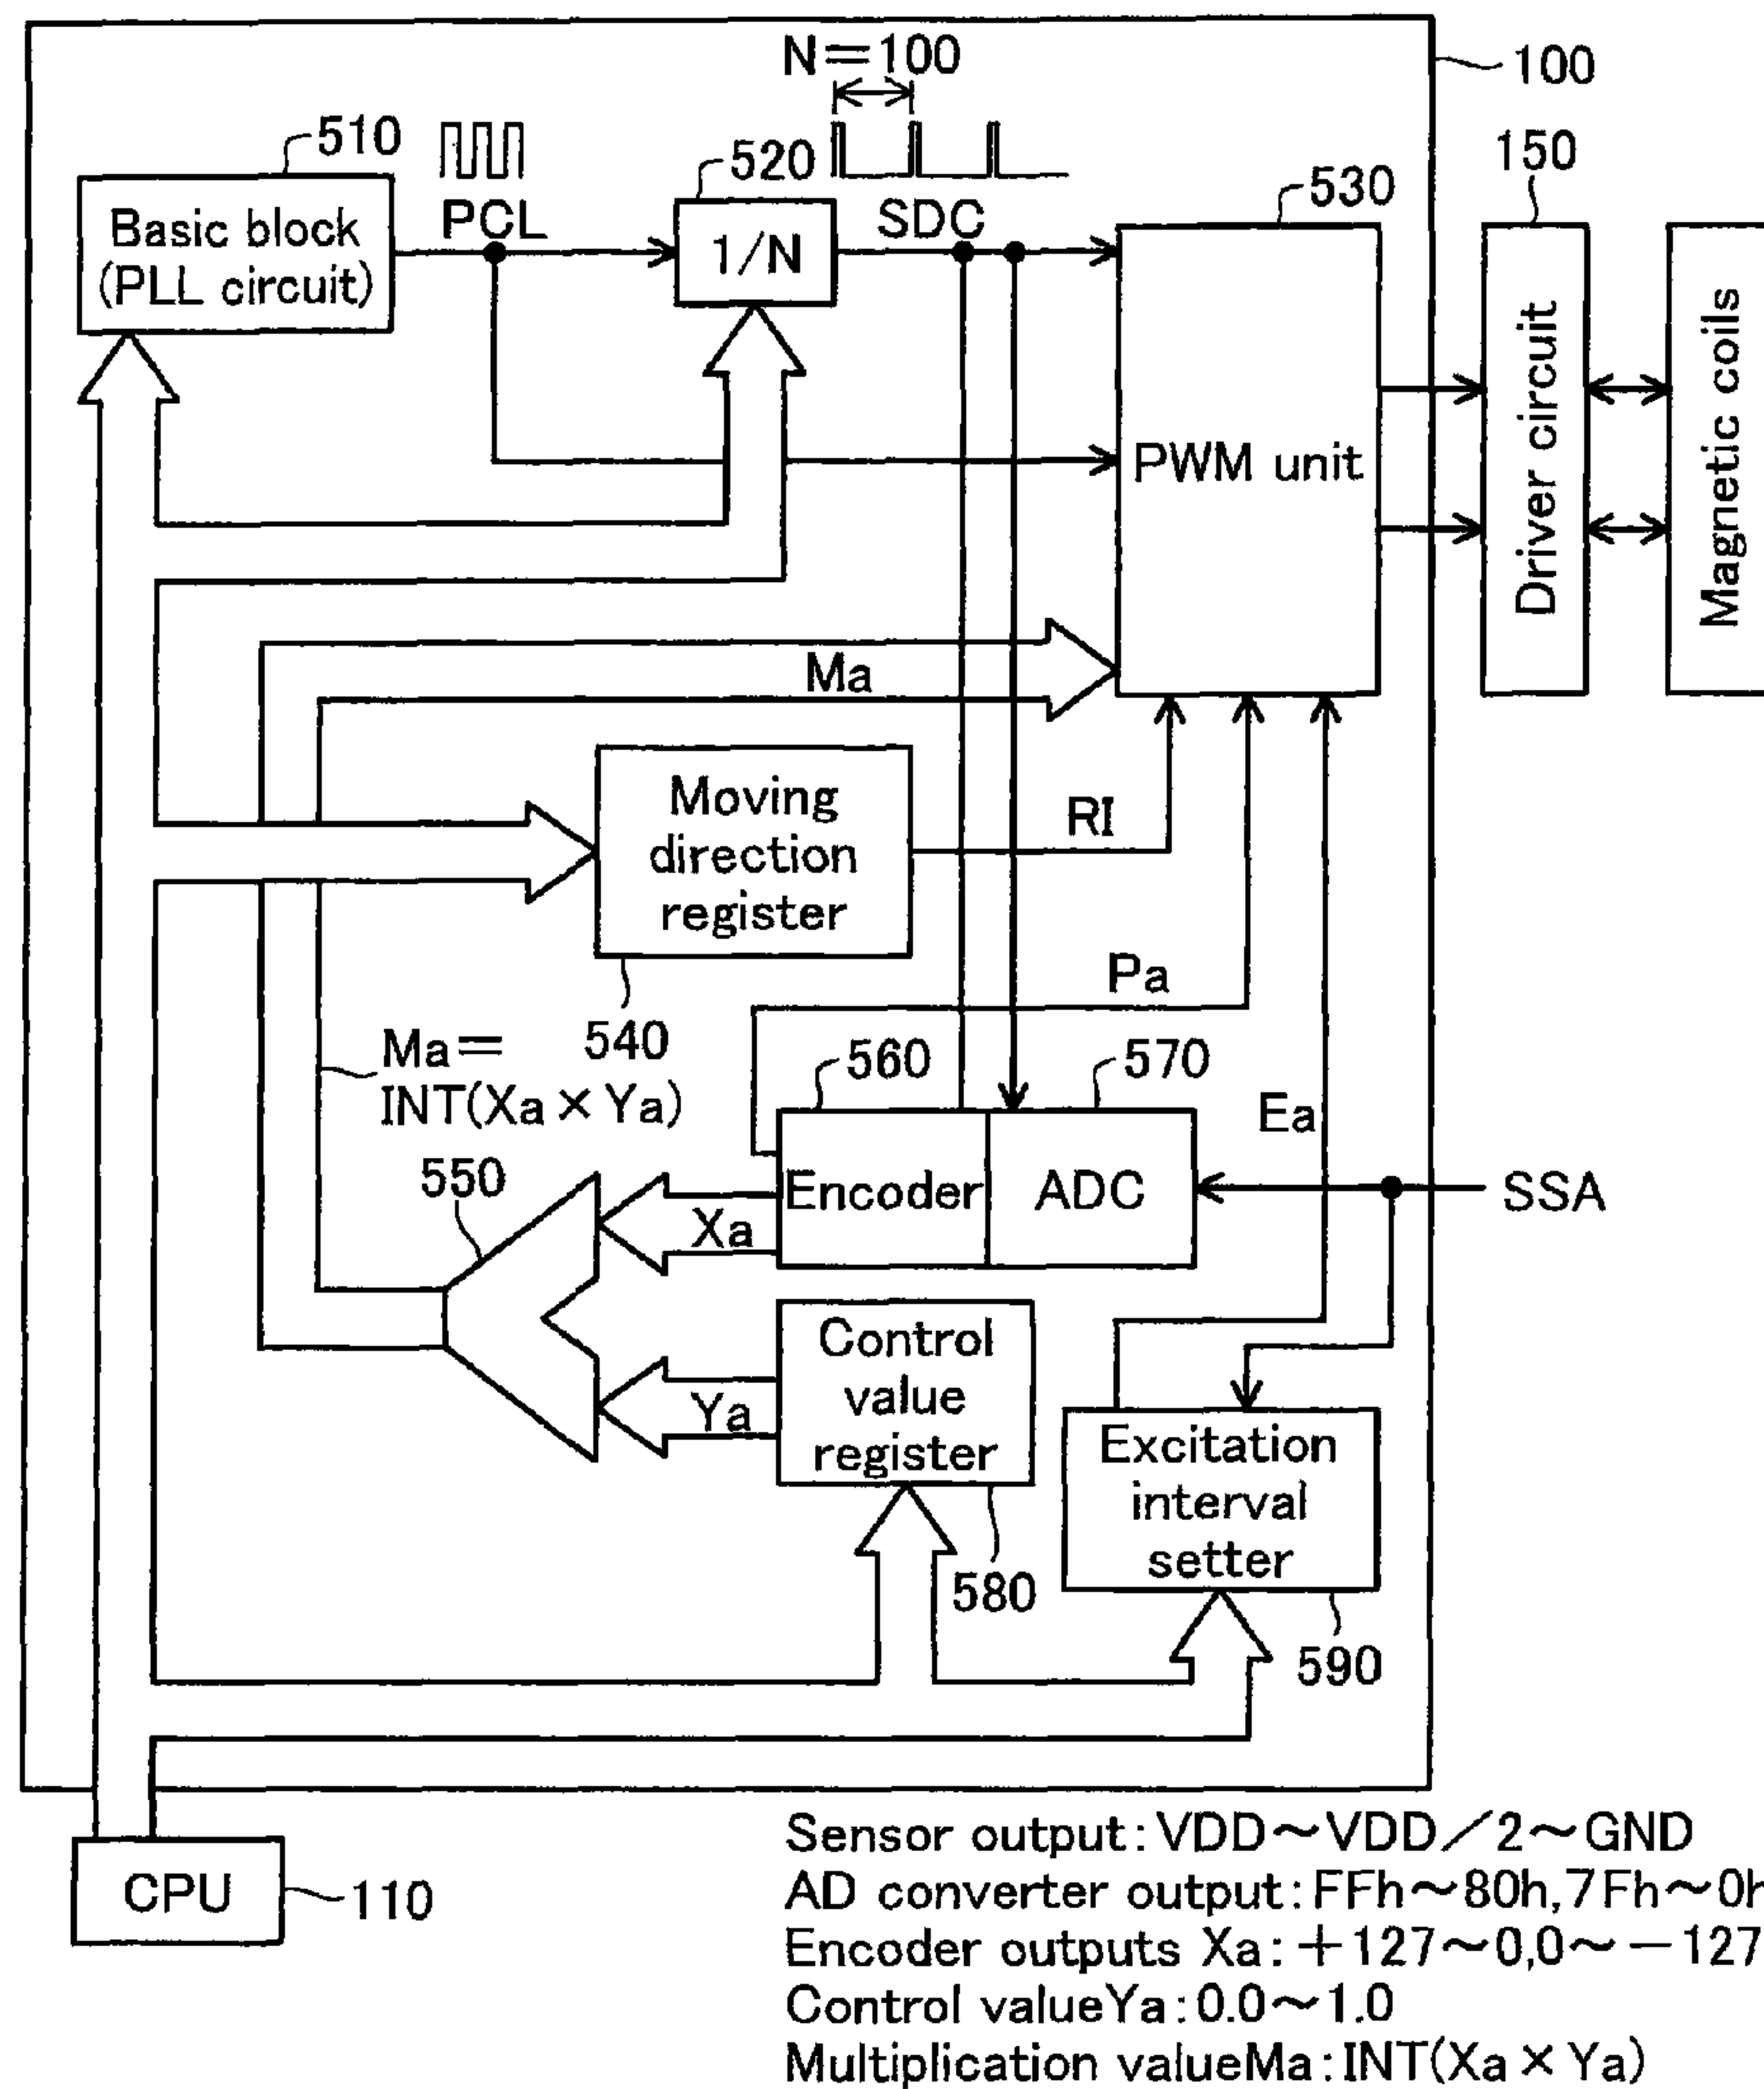 N=100
100
510
PCL
520
SDC
530
150
Basic block
(PLL circuit)
1/N
PWM unit
Driver circuit
Magnetic coils
Ma
Moving
direction
register
RI
540
Pa
Ma=
INT(Xa × Ya)
560
570
Ea
550
Encoder
ADC
SSA
Xa
Control
value
register
Ya
580
Excitation
interval
setter
590
CPU
110
Sensor output:VDD~VDD/2~GND
AD converter output:FFh~80h,7Fh~0h
Encoder outputs Xa:+127~0,0~−127
Control valueYa:0.0~1.0
Multiplication valueMa:INT(Xa × Ya)